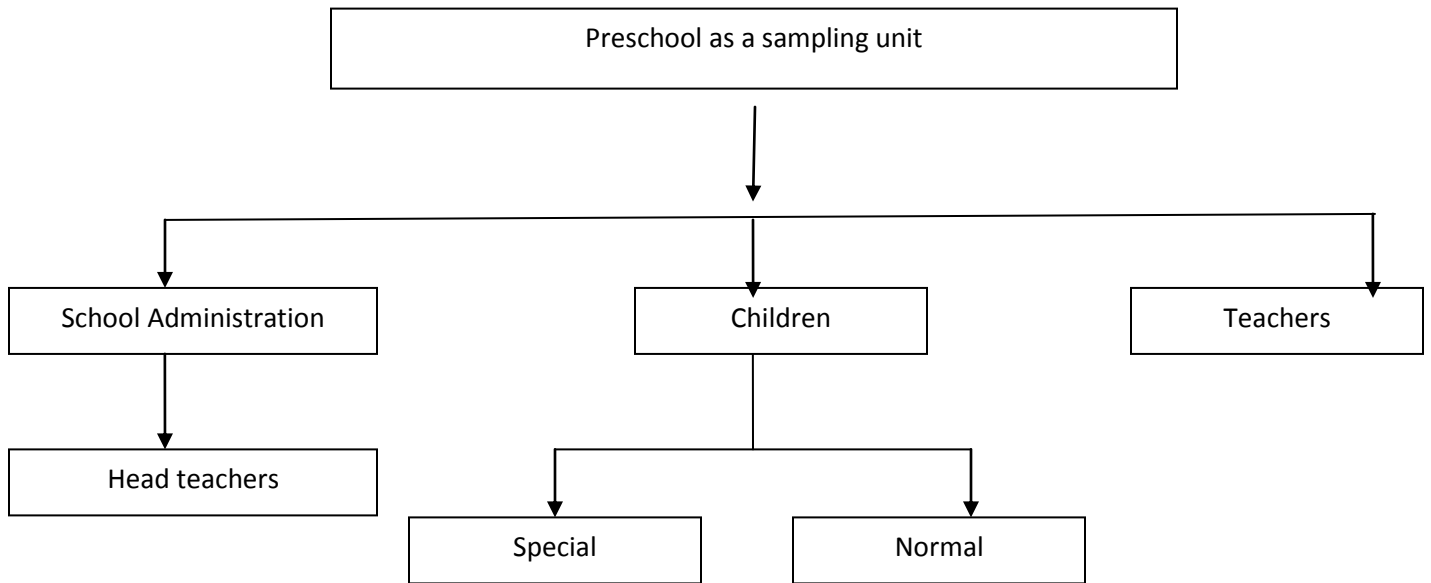 Preschool as a sampling unit
School Administration
Children
Teachers
Head teachers
Special
Normal